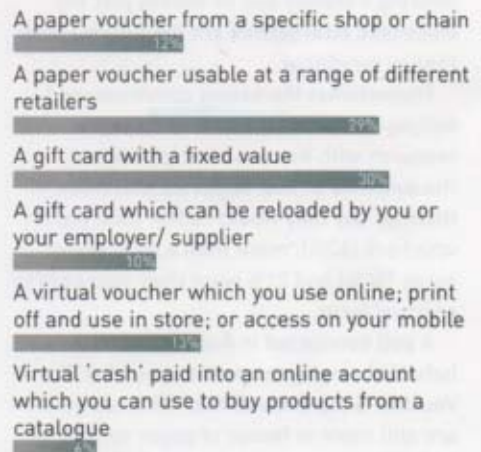 A paper voucher from a specific shop or chain
12%
A paper voucher usable at a range of different
retailers
29%
A gift card with a fixed value
30%
A gift card which can be reloaded by you or
your employer/ supplier
10%
A virtual voucher which you use online; print
off and use in store; or access on your mobile
13%
Virtual 'cash' paid into an online account
which you can use to buy products from a
catalogue
6%